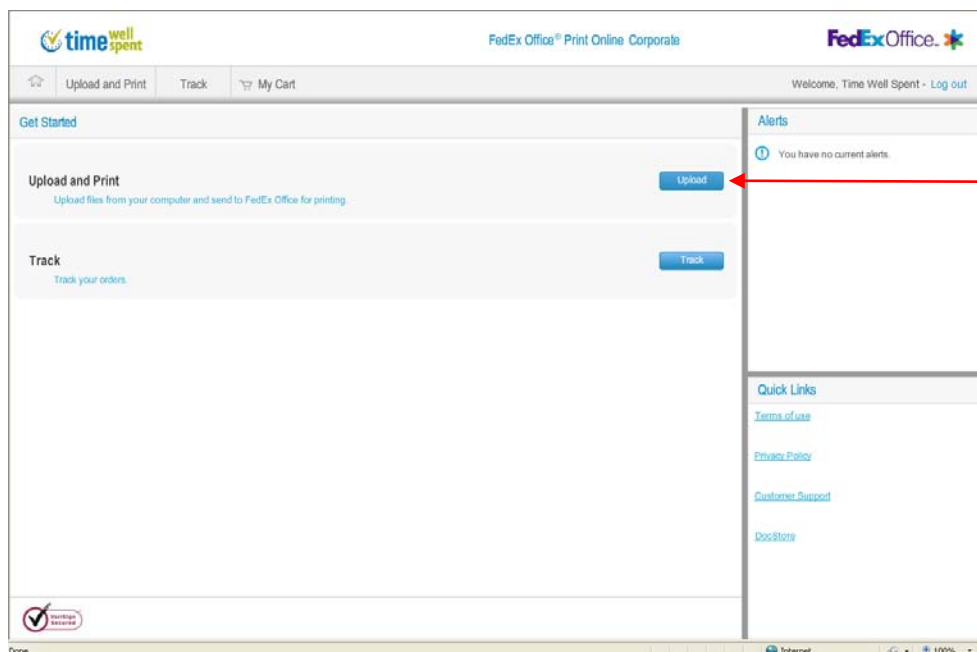 time well spent
FedEx Office® Print Online Corporate
FedEx Office.
Upload and Print Track My Cart
Welcome, Time Well Spent - Log out
Get Started
Upload and Print
Upload files from your computer and send to FedEx Office for printing.
Upload
Track
Track your orders.
Track
Alerts
You have no current alerts.
Quick Links
Terms of use
Privacy Policy
Customer Support
DocStore
VeriSign
Secured
Done
Internet
100%